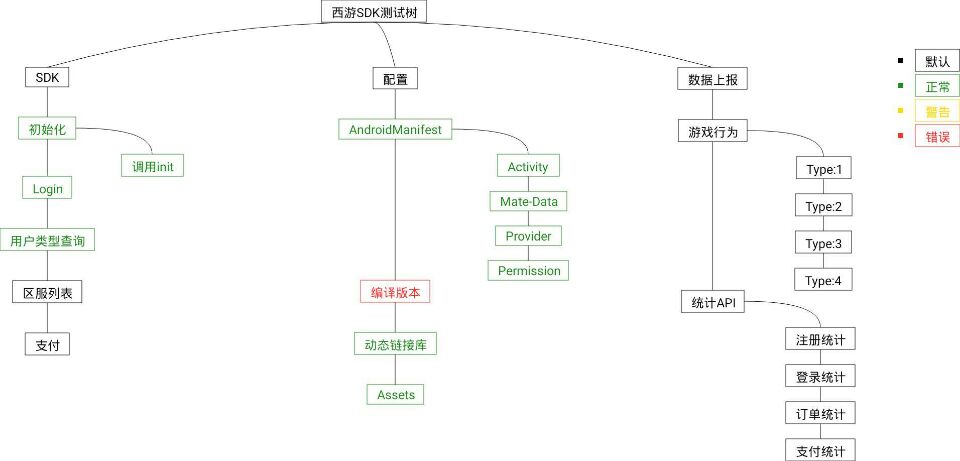 西游SDK测试树
SDK
初始化
调用init
Login
用户类型查询
区服列表
支付
配置
AndroidManifest
Activity
Mate-Data
Provider
Permission
编译版本
动态链接库
Assets
数据上报
游戏行为
Type:1
Type:2
Type:3
Type:4
统计API
注册统计
登录统计
订单统计
支付统计
默认
正常
警告
错误